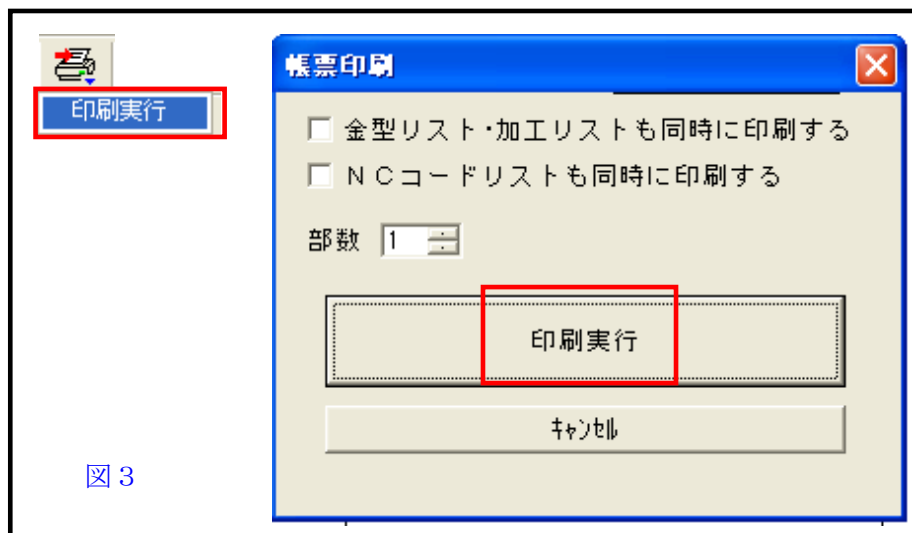 印刷実行
帳票印刷
金型リスト・加工リストも同時に印刷する
ＮＣコードリストも同時に印刷する
部数 1
印刷実行
ｷｬﾝｾﾙ
図３